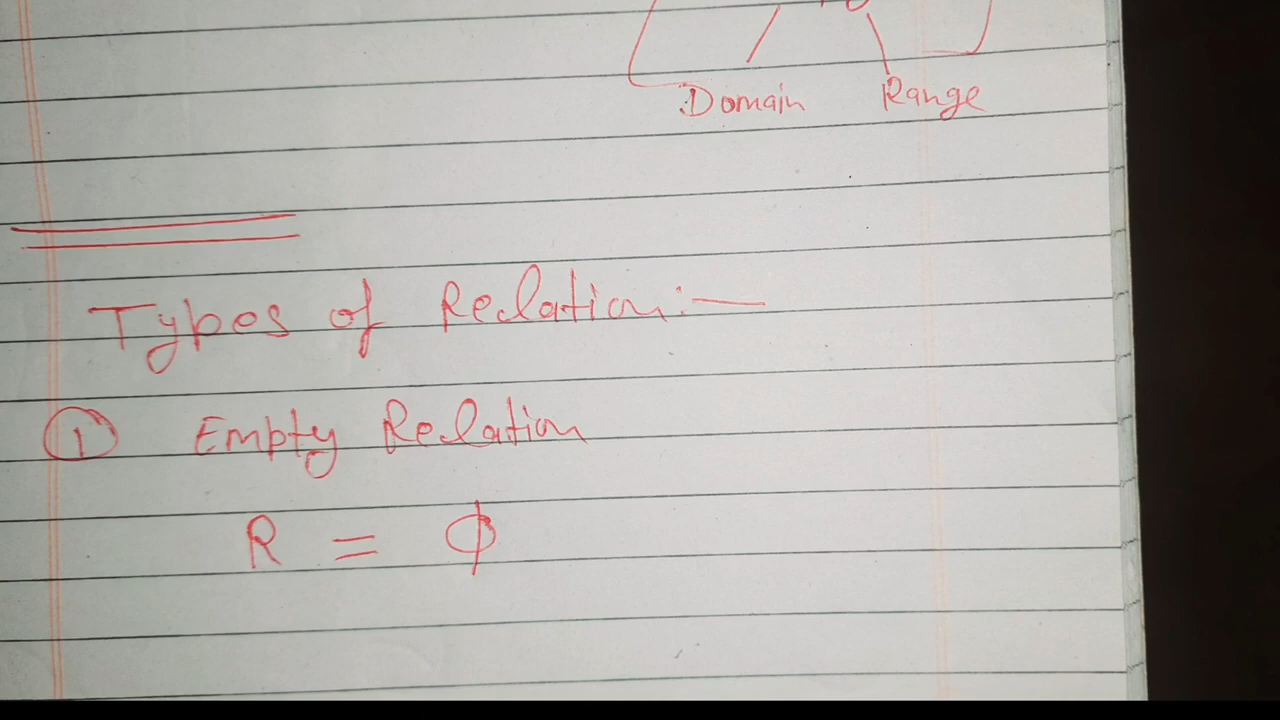 Domain Range
Types of Relation:—
① Empty Relation
R = ϕ